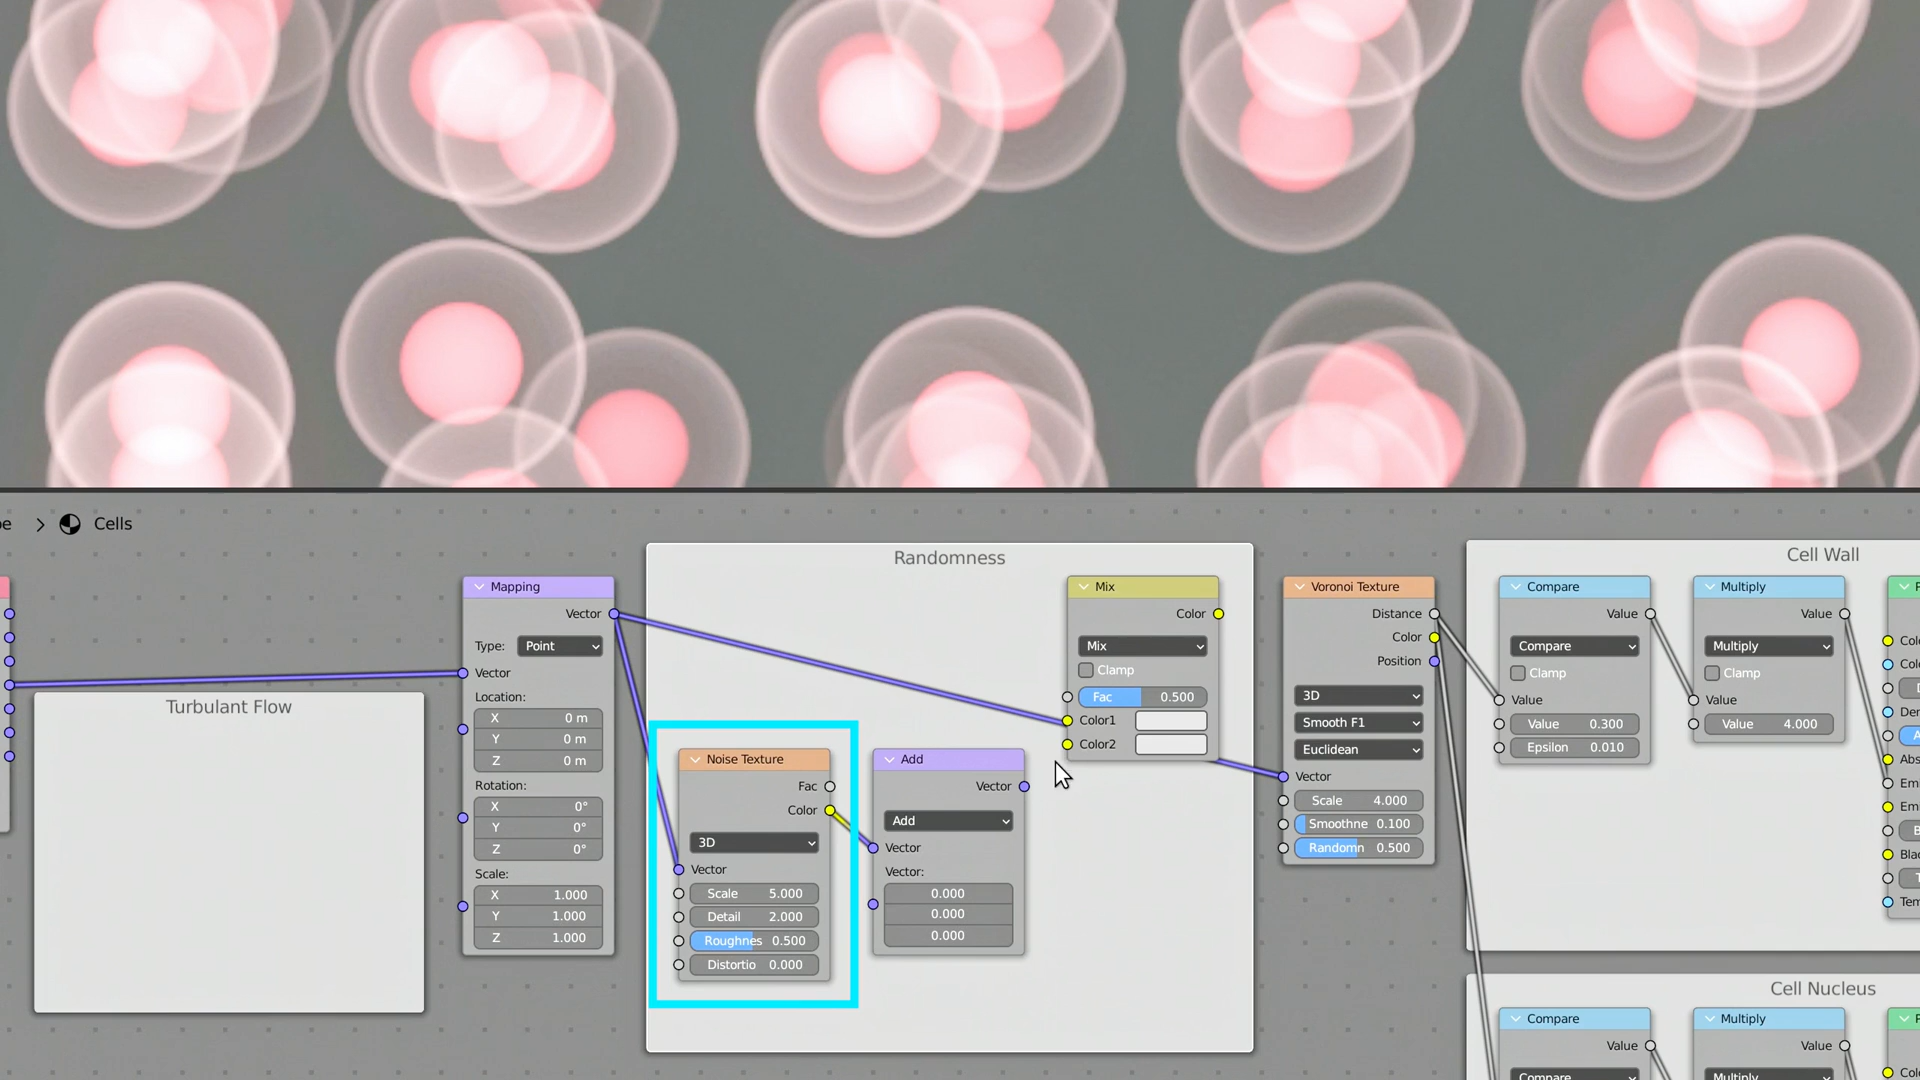 Cells
Randomness
Cell Wall
Mapping
Vector
Type:
Point
Vector
Location:
X 0 m
Y 0 m
Z 0 m
Rotation:
X 0°
Y 0°
Z 0°
Scale:
X 1.000
Y 1.000
Z 1.000
Turbulant Flow
Noise Texture
Fac
Color
3D
Vector
Scale 5.000
Detail 2.000
Roughnes 0.500
Distortio 0.000
Add
Vector
Add
Vector
Vector:
0.000
0.000
0.000
Mix
Color
Mix
Clamp
Fac 0.500
Color1
Color2
Voronoi Texture
Distance
Color
Position
3D
Smooth F1
Euclidean
Vector
Scale 4.000
Smoothne 0.100
Randomn 0.500
Compare
Value
Compare
Clamp
Value
Value 0.300
Epsilon 0.010
Multiply
Value
Multiply
Clamp
Value
Value 4.000
Cell Nucleus
Compare
Value
Compare
Multiply
Value
Multiply